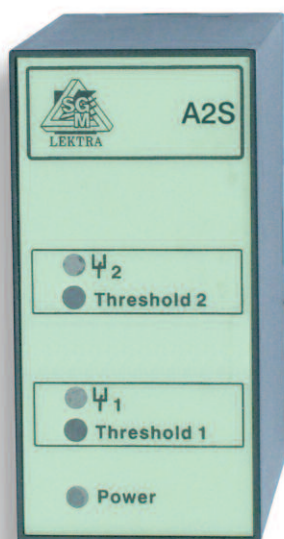 SGM
LEKTRA
A2S
2
Threshold 2
1
Threshold 1
Power